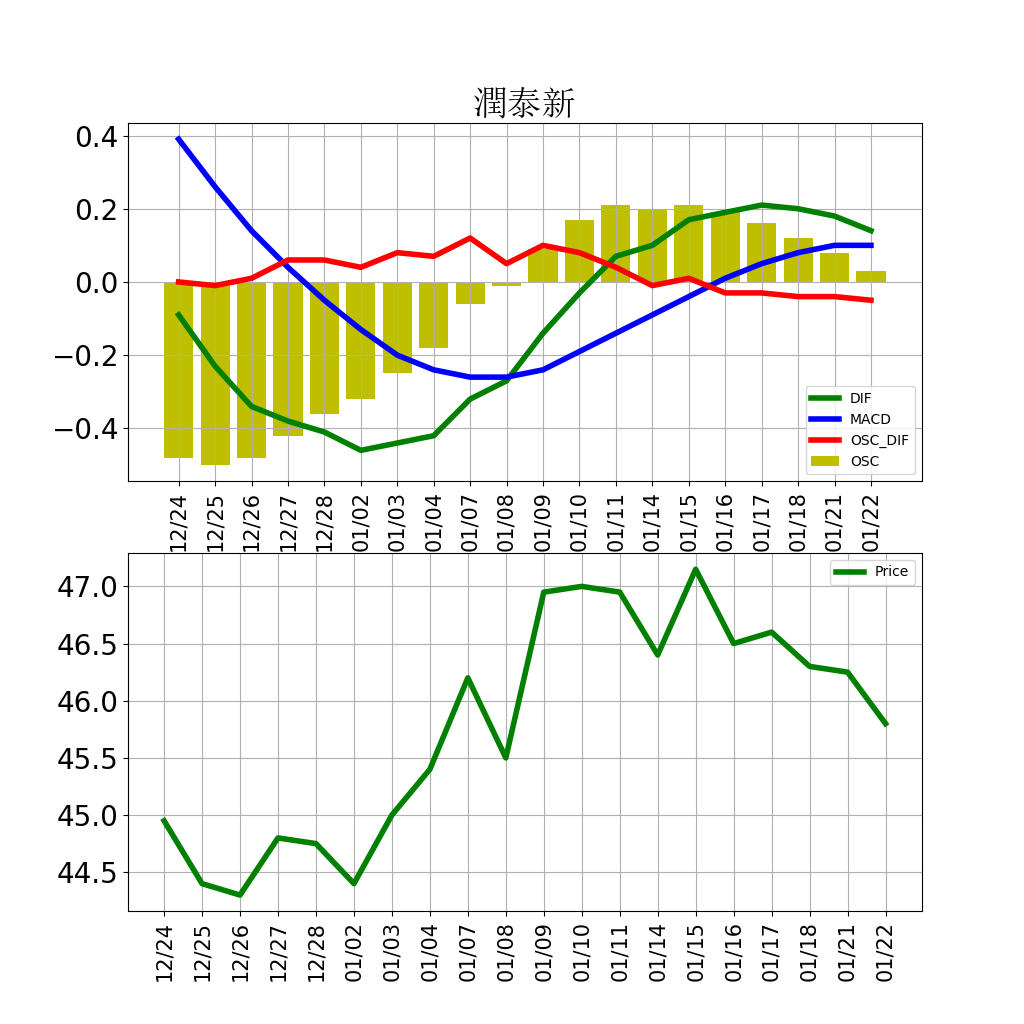 潤泰新
0.4
0.2
0.0
−0.2
−0.4
DIF
MACD
OSC_DIF
OSC
12/24 12/25 12/26 12/27 12/28 01/02 01/03 01/04 01/07 01/08 01/09 01/10 01/11 01/14 01/15 01/16 01/17 01/18 01/21 01/22
Price
47.0
46.5
46.0
45.5
45.0
44.5
12/24 12/25 12/26 12/27 12/28 01/02 01/03 01/04 01/07 01/08 01/09 01/10 01/11 01/14 01/15 01/16 01/17 01/18 01/21 01/22